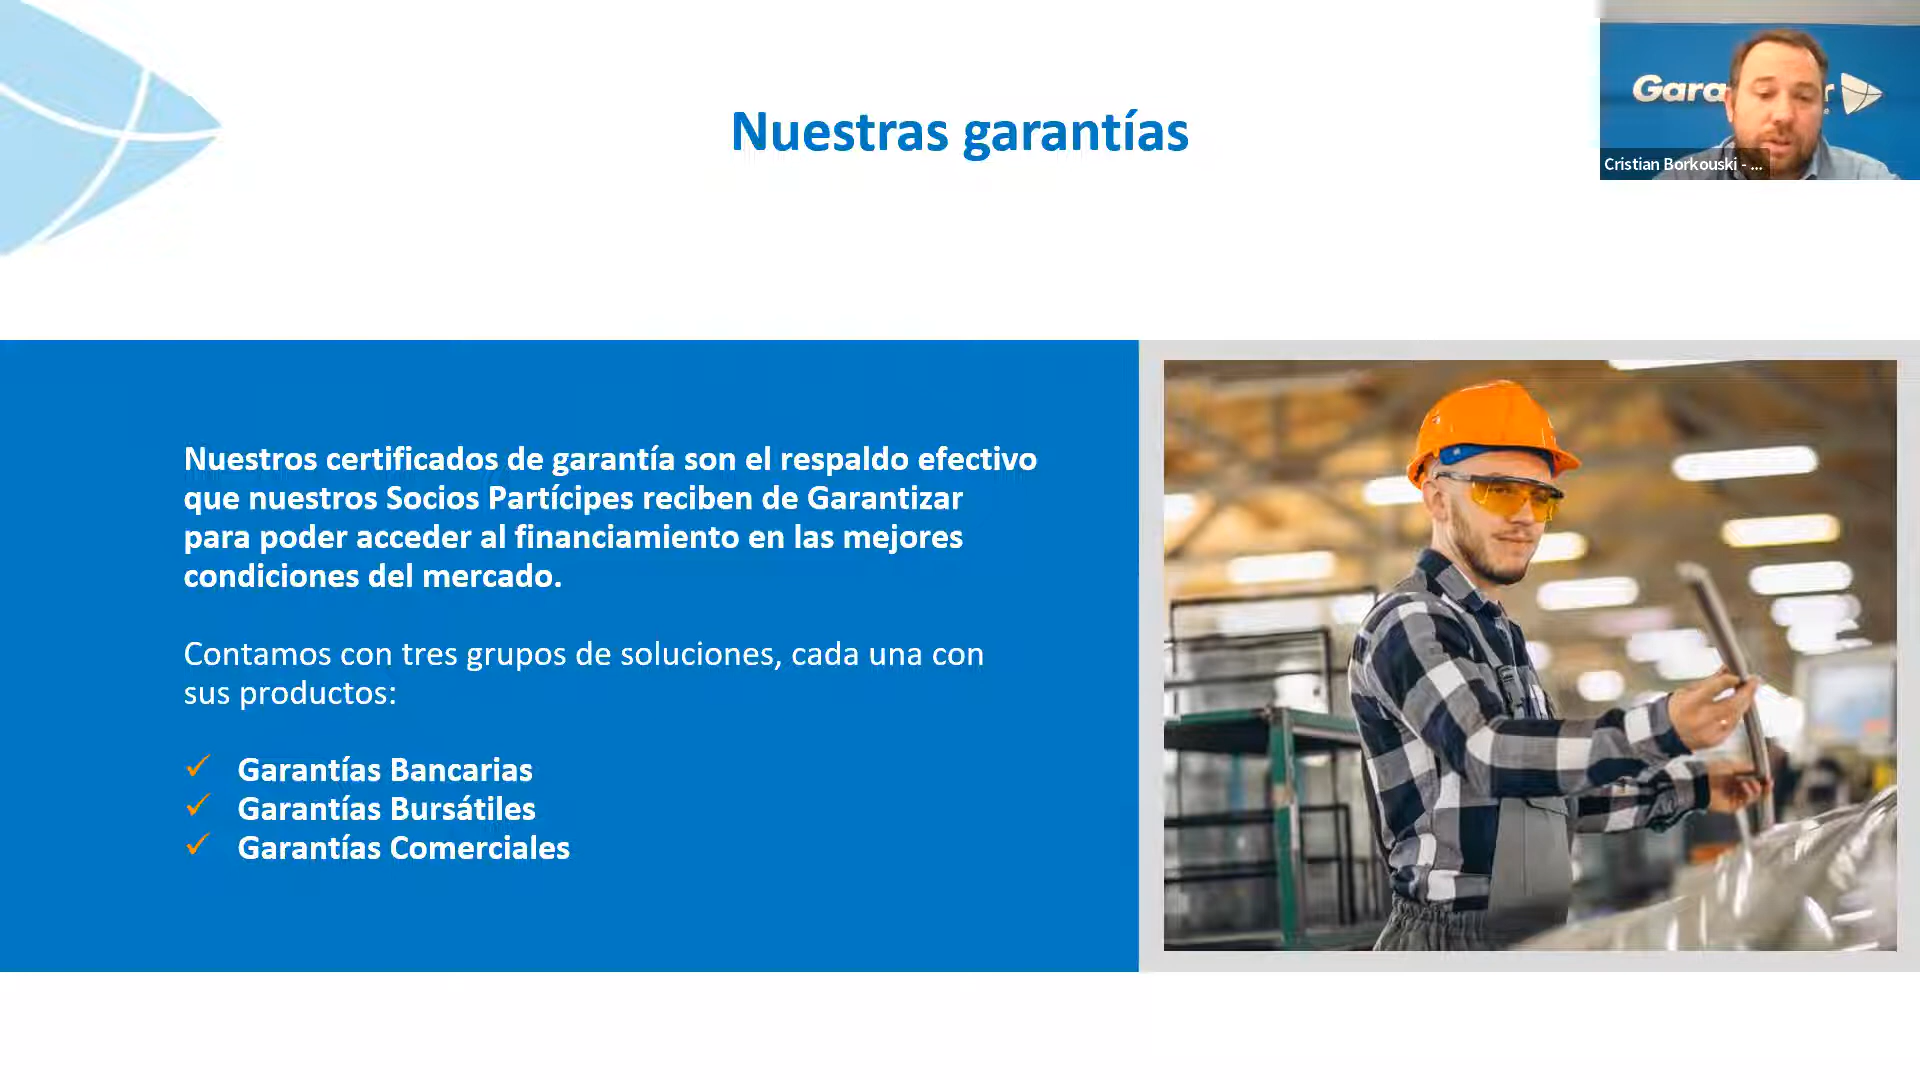 Nuestras garantías
Gara r
Cristian Borkouski - ...
Nuestros certificados de garantía son el respaldo efectivo
que nuestros Socios Partícipes reciben de Garantizar
para poder acceder al financiamiento en las mejores
condiciones del mercado.
Contamos con tres grupos de soluciones, cada una con
sus productos:
✓ Garantías Bancarias
✓ Garantías Bursátiles
✓ Garantías Comerciales